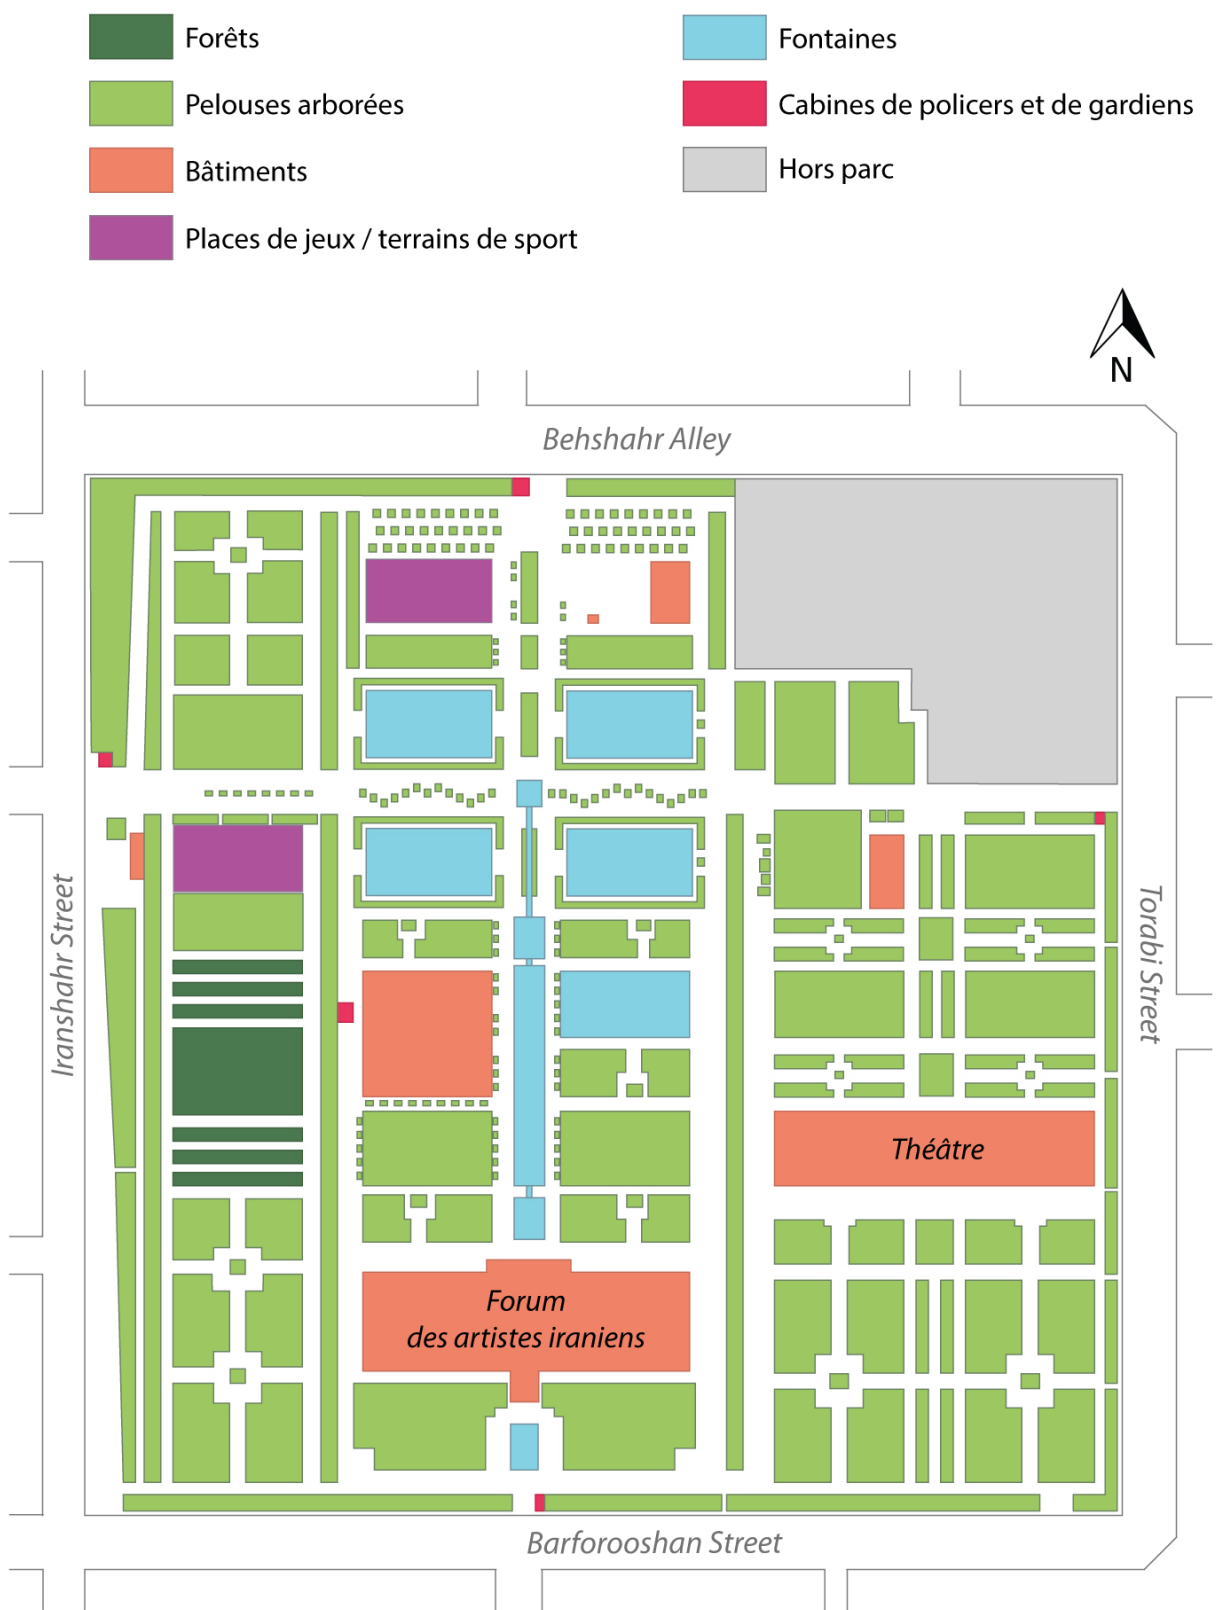 Forêts
Pelouses arborées
Bâtiments
Places de jeux / terrains de sport
Fontaines
Cabines de policers et de gardiens
Hors parc
N
Behshahr Alley
Iranshahr Street
Torabi Street
Théâtre
Forum
des artistes iraniens
Barforooshan Street